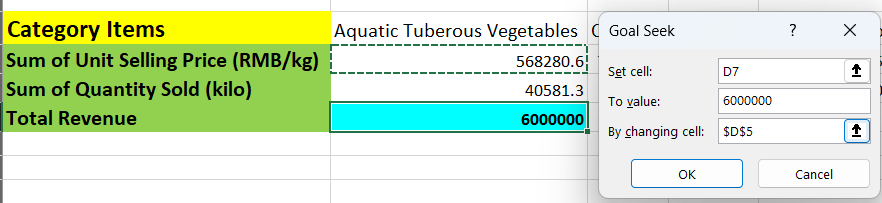 Category Items
Aquatic Tuberous Vegetables
Sum of Unit Selling Price (RMB/kg)
568280.6
Sum of Quantity Sold (kilo)
40581.3
Total Revenue
6000000
Goal Seek
?
Set cell:
D7
To value:
6000000
By changing cell:
$D$5
OK
Cancel